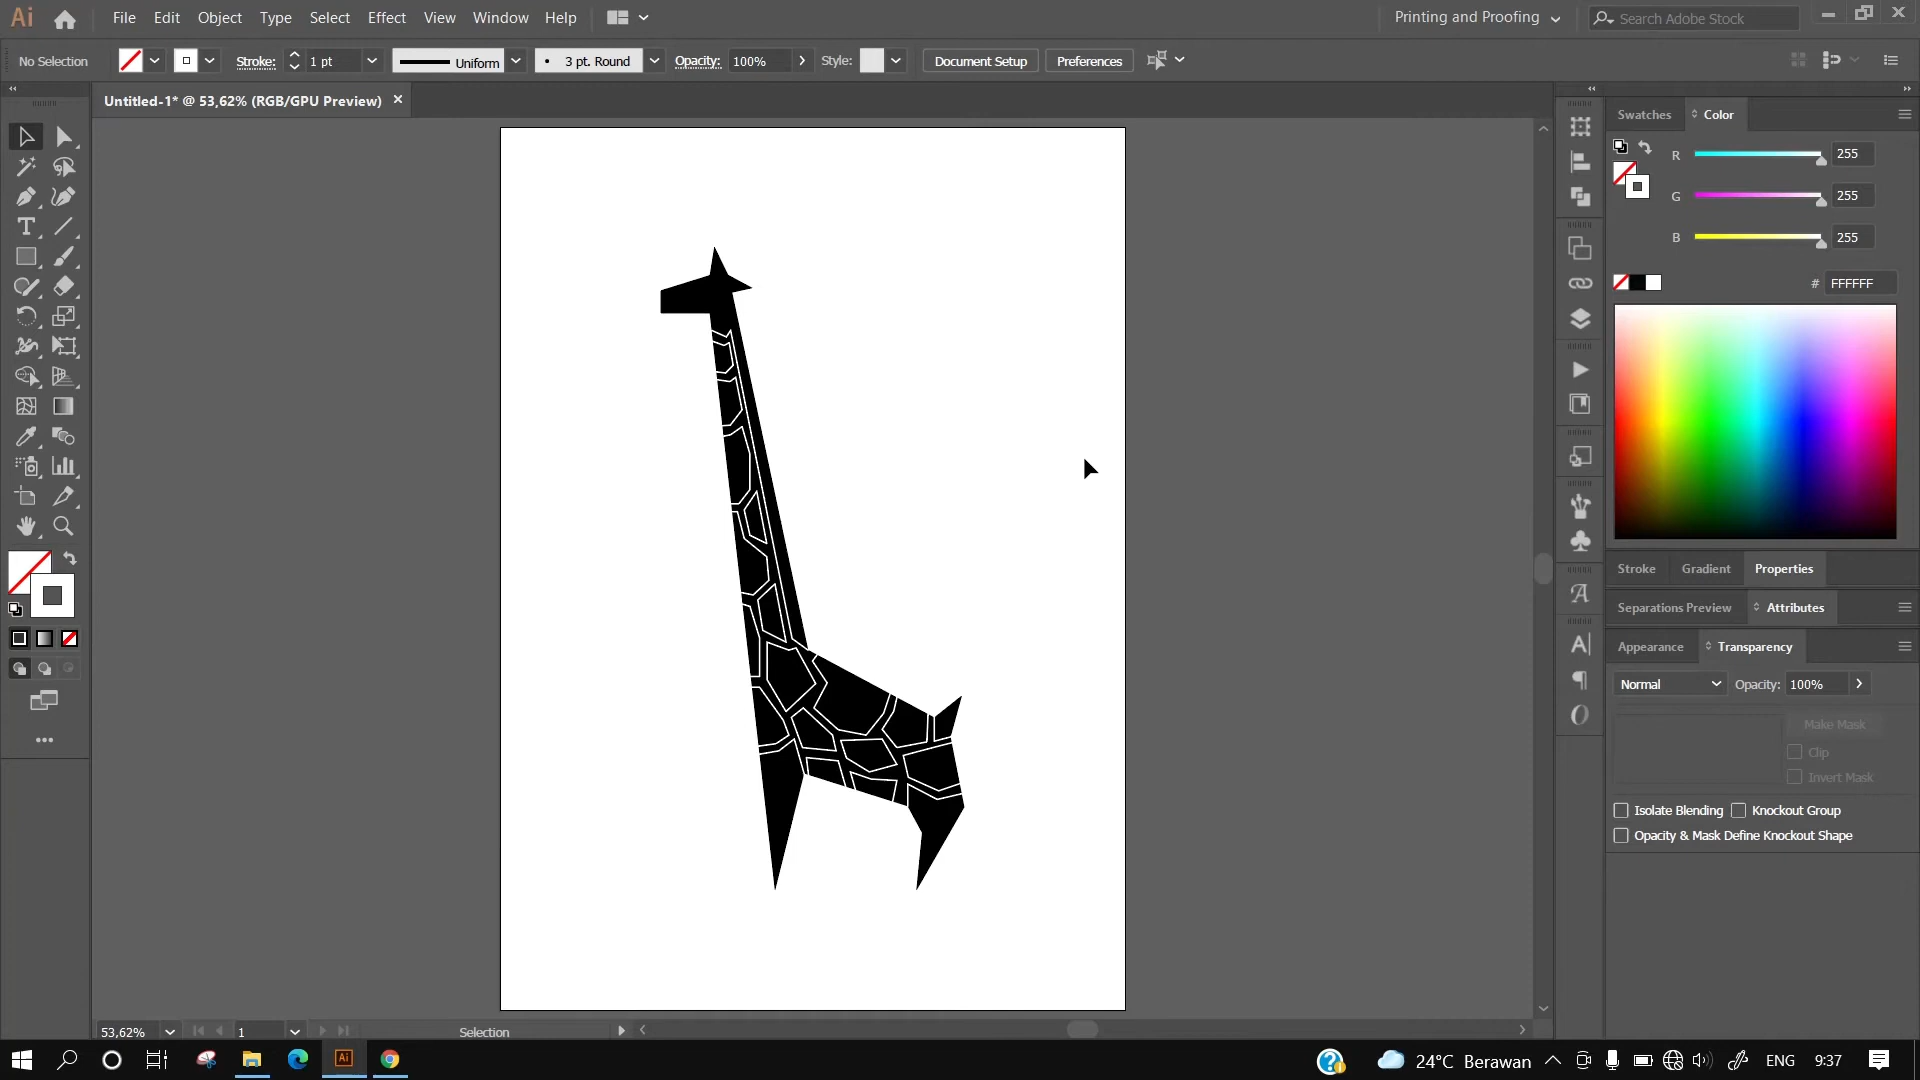 Ai File Edit Object Type Select Effect View Window Help Printing and Proofing Search Adobe Stock
No Selection Stroke: 1 pt Uniform 3 pt. Round Opacity: 100% Style: Document Setup Preferences
Untitled-1* @ 53,62% (RGB/GPU Preview)
Swatches Color
R 255
G 255
B 255
# FFFFFF
Stroke Gradient Properties
Separations Preview Attributes
Appearance Transparency
Normal Opacity: 100%
Make Mask
Clip
Invert Mask
Isolate Blending Knockout Group
Opacity & Mask Define Knockout Shape
53,62% 1 Selection
Ai 24°C Berawan ENG 9:37